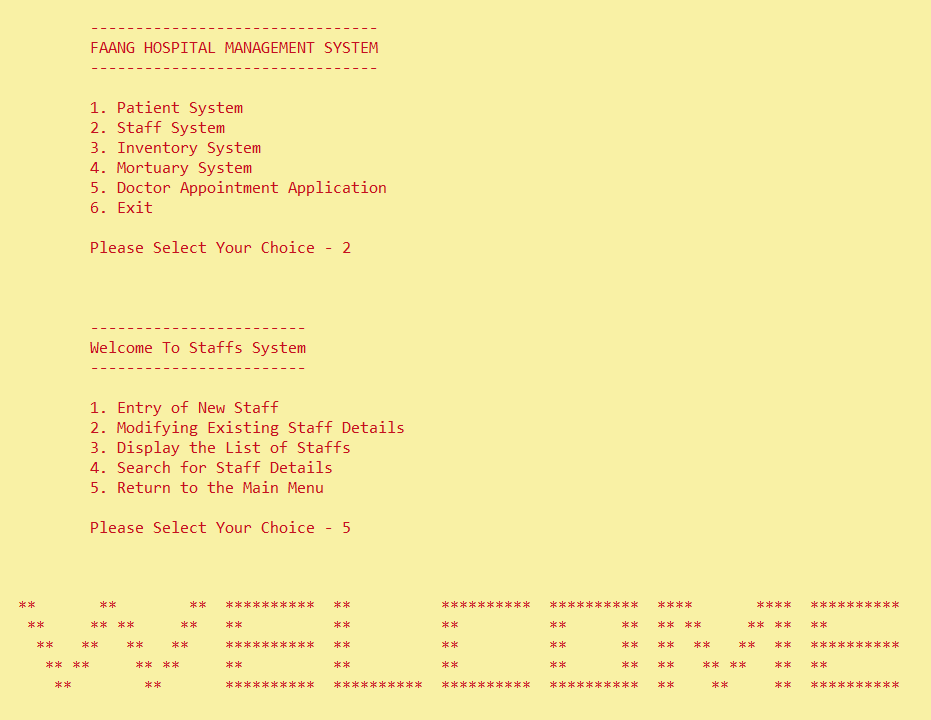 --------------------------------
FAANG HOSPITAL MANAGEMENT SYSTEM
--------------------------------
1. Patient System
2. Staff System
3. Inventory System
4. Mortuary System
5. Doctor Appointment Application
6. Exit
Please Select Your Choice - 2
------------------------
Welcome To Staffs System
------------------------
1. Entry of New Staff
2. Modifying Existing Staff Details
3. Display the List of Staffs
4. Search for Staff Details
5. Return to the Main Menu
Please Select Your Choice - 5
WELCOME